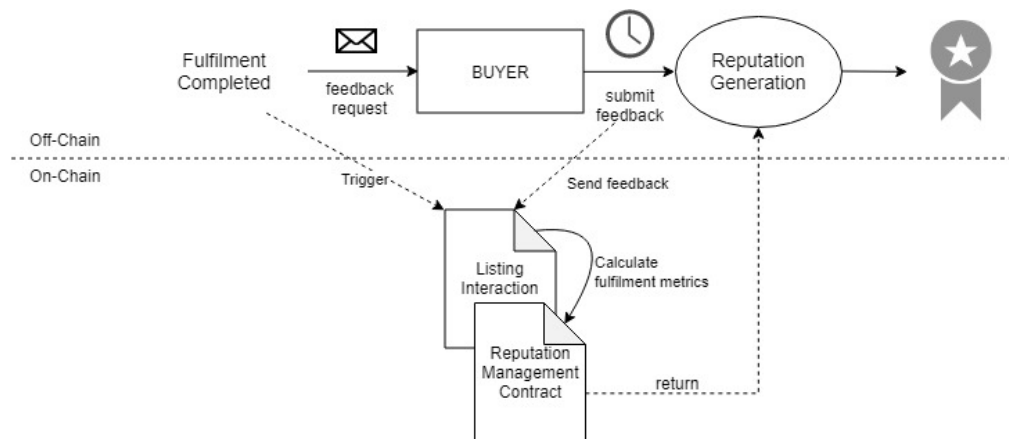 Fulfilment
Completed
feedback
request
BUYER
submit
feedback
Reputation
Generation
Off-Chain
On-Chain
Trigger
Send feedback
Listing
Interaction
Calculate
fulfilment metrics
Reputation
Management
Contract
return